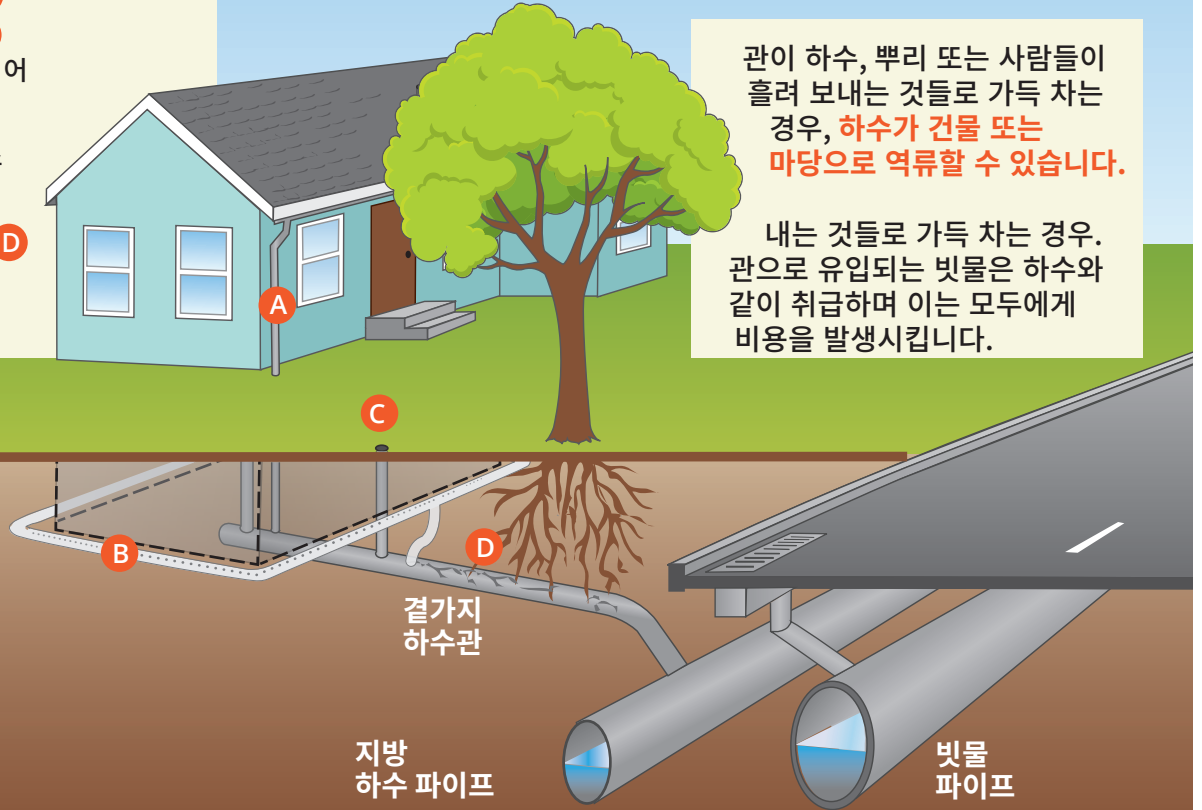 어
D
관이 하수, 뿌리 또는 사람들이
흘려 보내는 것들로 가득 차는
경우, 하수가 건물 또는
마당으로 역류할 수 있습니다.
내는 것들로 가득 차는 경우.
관으로 유입되는 빗물은 하수와
같이 취급하며 이는 모두에게
비용을 발생시킵니다.
A
C
B
D
곁가지
하수관
지방
하수 파이프
빗물
파이프